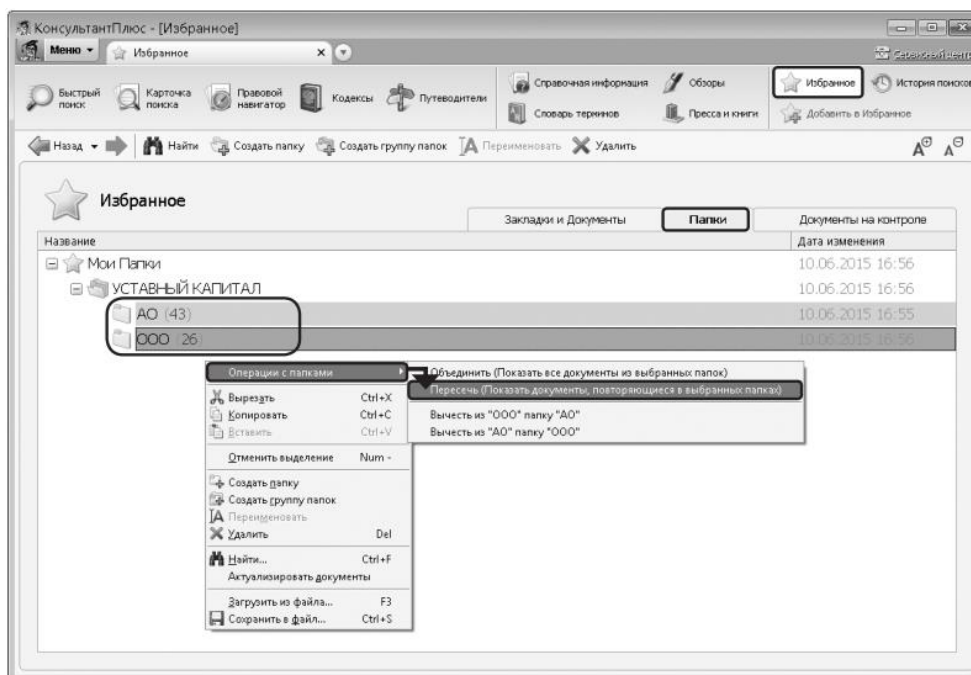 КонсультантПлюс - [Избранное]
Меню
Избранное
Сервисный центр
Быстрый поиск
Карточка поиска
Правовой навигатор
Кодексы
Путеводители
Справочная информация
Словарь терминов
Обзоры
Пресса и книги
Избранное
Добавить в Избранное
История поисков
Назад
Найти
Создать папку
Создать группу папок
Переименовать
Удалить
Избранное
Закладки и Документы
Папки
Документы на контроле
Название
Дата изменения
Мои Папки 10.06.2015 16:56
УСТАВНЫЙ КАПИТАЛ 10.06.2015 16:56
АО (43) 10.06.2015 16:55
ООО (26) 10.06.2015 16:56
Операции с папками
Вырезать Ctrl+X
Копировать Ctrl+C
Вставить Ctrl+V
Отменить выделение Num -
Создать папку
Создать группу папок
Переименовать
Удалить Del
Найти... Ctrl+F
Актуализировать документы
Загрузить из файла... F3
Сохранить в файл... Ctrl+S
Объединить (Показать все документы из выбранных папок)
Пересечь (Показать документы, повторяющиеся в выбранных папках)
Вычесть из "ООО" папку "АО"
Вычесть из "АО" папку "ООО"